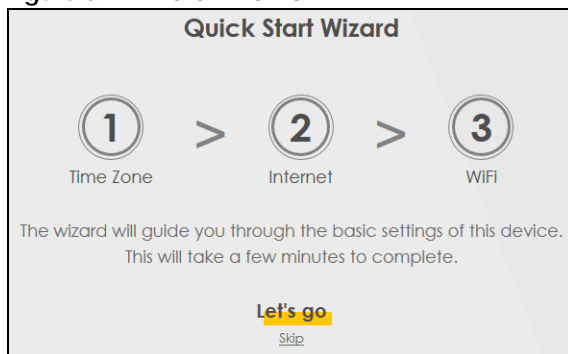 Quick Start Wizard
1 > 2 > 3
Time Zone Internet WiFi
The wizard will guide you through the basic settings of this device.
This will take a few minutes to complete.
Let's go
Skip